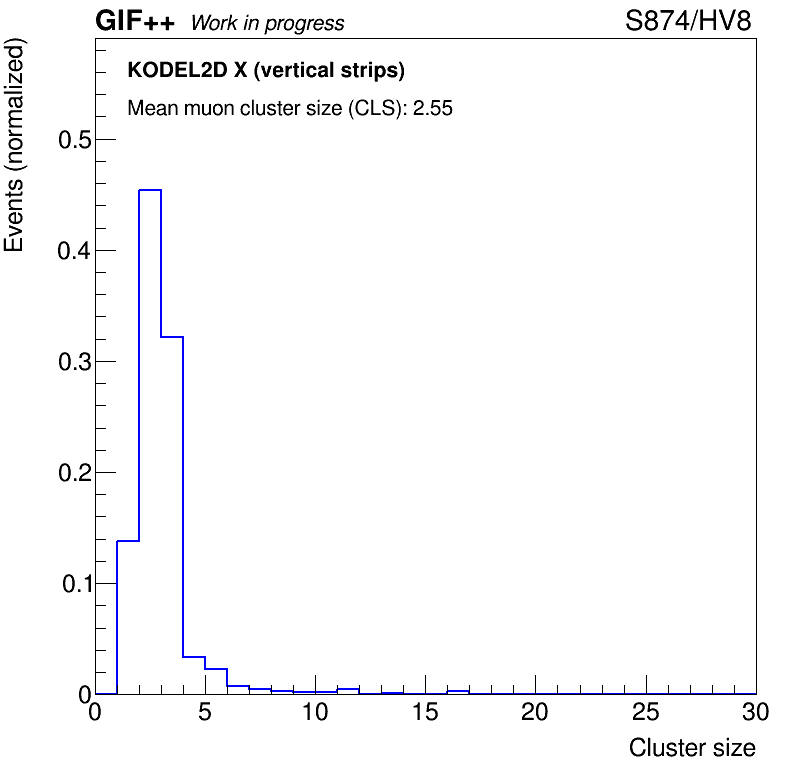 GIF++ Work in progress S874/HV8
KODEL2D X (vertical strips)
Mean muon cluster size (CLS): 2.55
Events (normalized)
0.5
0.4
0.3
0.2
0.1
0
0 5 10 15 20 25 30
Cluster size